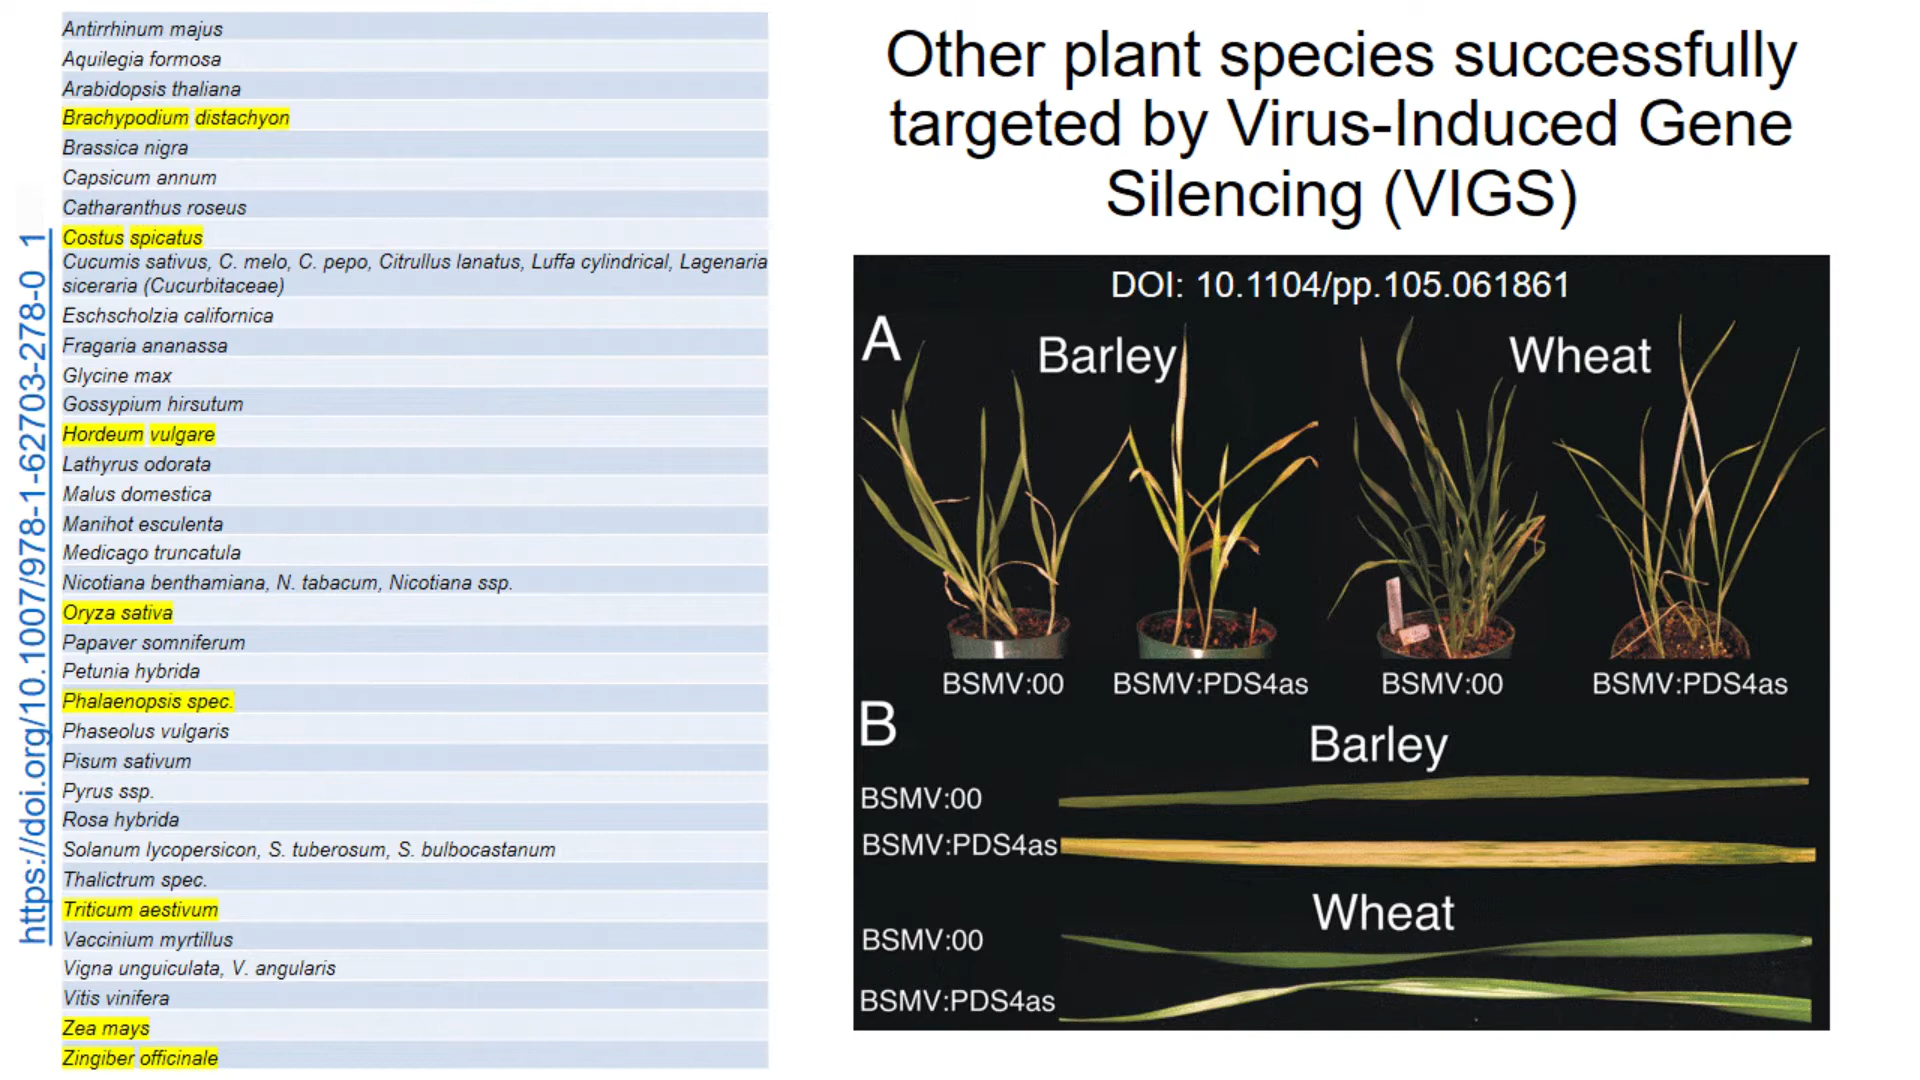 https://doi.org/10.1007/978-1-62703-278-0_1
Antirrhinum majus
Aquilegia formosa
Arabidopsis thaliana
Brachypodium distachyon
Brassica nigra
Capsicum annum
Catharanthus roseus
Costus spicatus
Cucumis sativus, C. melo, C. pepo, Citrullus lanatus, Luffa cylindrical, Lagenaria
siceraria (Cucurbitaceae)
Eschscholzia californica
Fragaria ananassa
Glycine max
Gossypium hirsutum
Hordeum vulgare
Lathyrus odorata
Malus domestica
Manihot esculenta
Medicago truncatula
Nicotiana benthamiana, N. tabacum, Nicotiana ssp.
Oryza sativa
Papaver somniferum
Petunia hybrida
Phalaenopsis spec.
Phaseolus vulgaris
Pisum sativum
Pyrus ssp.
Rosa hybrida
Solanum lycopersicon, S. tuberosum, S. bulbocastanum
Thalictrum spec.
Triticum aestivum
Vaccinium myrtillus
Vigna unguiculata, V. angularis
Vitis vinifera
Zea mays
Zingiber officinale
Other plant species successfully
targeted by Virus-Induced Gene
Silencing (VIGS)
DOI: 10.1104/pp.105.061861
A
Barley
Wheat
BSMV:00
BSMV:PDS4as
BSMV:00
BSMV:PDS4as
B
Barley
BSMV:00
BSMV:PDS4as
Wheat
BSMV:00
BSMV:PDS4as